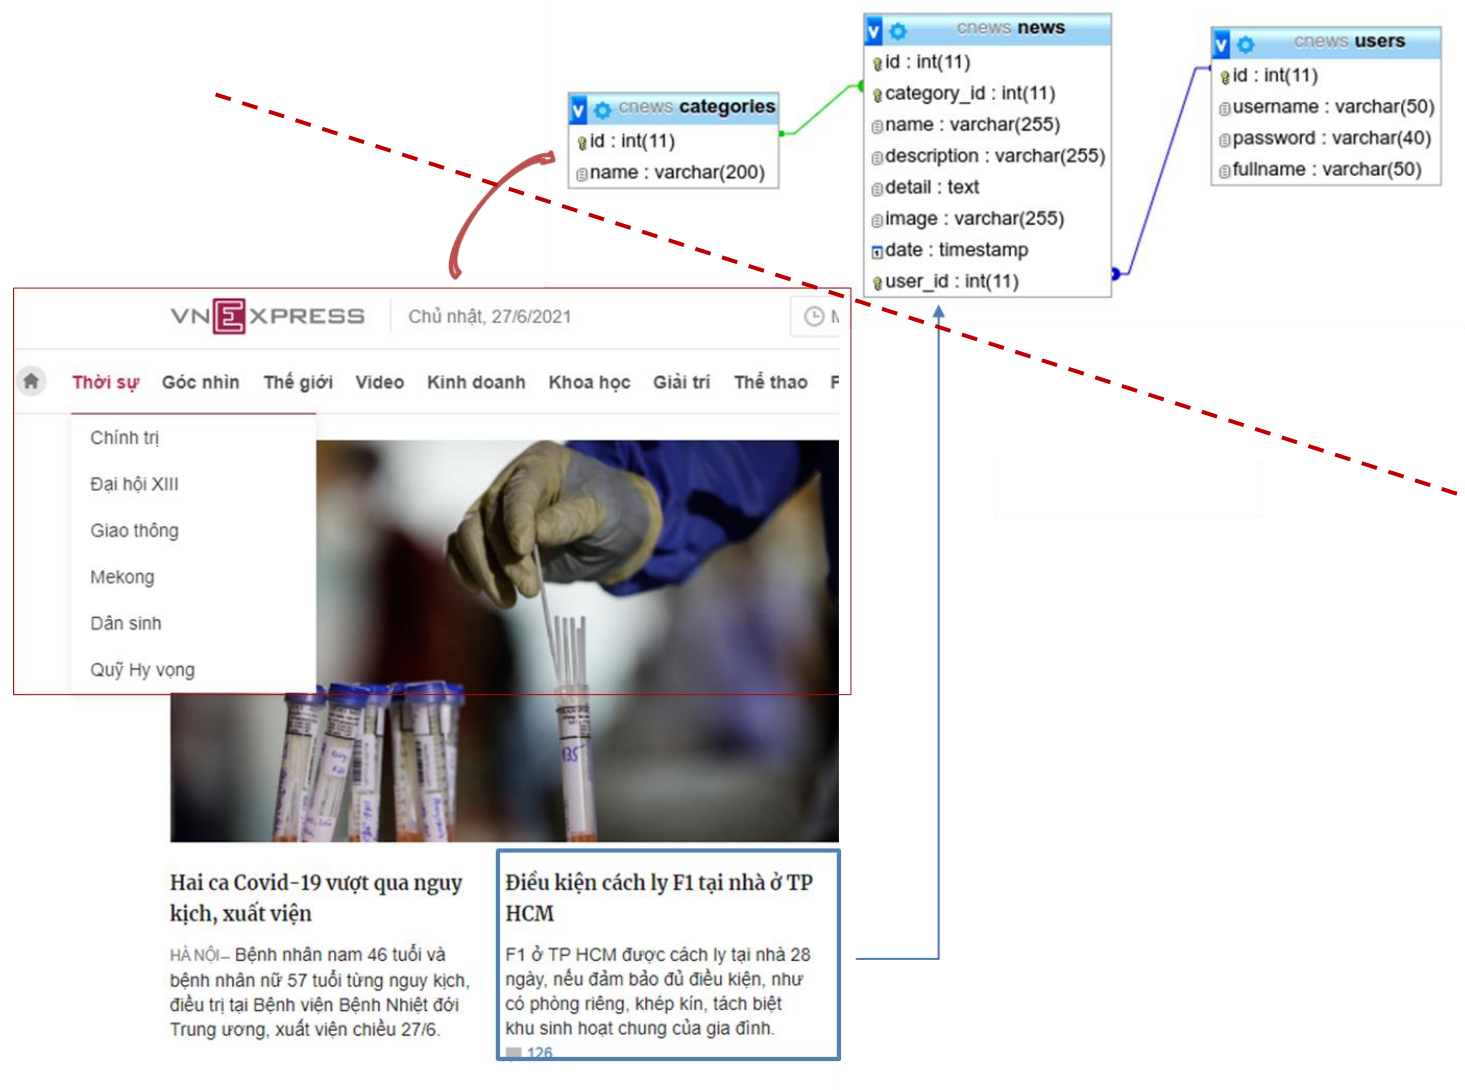 cnews categories
id : int(11)
name : varchar(200)
cnews news
id : int(11)
category_id : int(11)
name : varchar(255)
description : varchar(255)
detail : text
image : varchar(255)
date : timestamp
user_id : int(11)
cnews users
id : int(11)
username : varchar(50)
password : varchar(40)
fullname : varchar(50)
VNEXPRESS
Chủ nhật, 27/6/2021
Thời sự Góc nhìn Thế giới Video Kinh doanh Khoa học Giải trí Thể thao
Chính trị
Đại hội XIII
Giao thông
Mekong
Dân sinh
Quỹ Hy vọng
Hai ca Covid-19 vượt qua nguy
kịch, xuất viện
HÀ NỘI– Bệnh nhân nam 46 tuổi và
bệnh nhân nữ 57 tuổi từng nguy kịch,
điều trị tại Bệnh viện Bệnh Nhiệt đới
Trung ương, xuất viện chiều 27/6.
Điều kiện cách ly F1 tại nhà ở TP
HCM
F1 ở TP HCM được cách ly tại nhà 28
ngày, nếu đảm bảo đủ điều kiện, như
có phòng riêng, khép kín, tách biệt
khu sinh hoạt chung của gia đình.
126